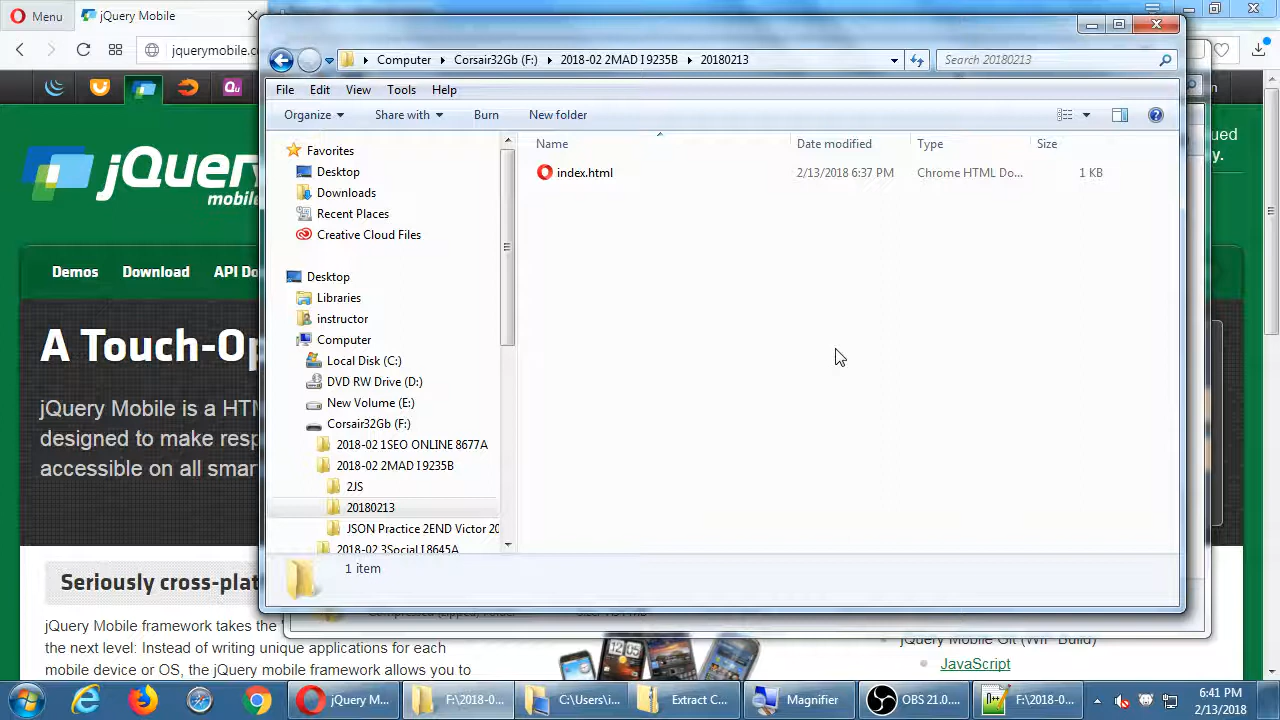 Menu
jQuery Mobile
jquerymobile.c
jQuery
mobile
Demos Download API Do
A Touch-Op
jQuery Mobile is a HT
designed to make resp
accessible on all smar
Seriously cross-plat
jQuery Mobile framework takes the
the next level: Instead of writing unique applications for each
mobile device or OS, the jQuery mobile framework allows you to
JavaScript
Computer Corsair32Gb (F:) 2018-02 2MAD I9235B 20180213
Search 20180213
File Edit View Tools Help
Organize Share with Burn New folder
Name Date modified Type Size
index.html 2/13/2018 6:37 PM Chrome HTML Do... 1 KB
Favorites
Desktop
Downloads
Recent Places
Creative Cloud Files
Desktop
Libraries
instructor
Computer
Local Disk (C:)
DVD RW Drive (D:)
New Volume (E:)
Corsair32Gb (F:)
2018-02 1SEO ONLINE 8677A
2018-02 2MAD I9235B
2JS
20180213
JSON Practice 2END Victor 20
2018-02 3Social I8645A
1 item
jQuery M...
F:\2018-0...
C:\Users\i...
Extract C...
Magnifier
OBS 21.0....
F:\2018-0...
6:41 PM
2/13/2018